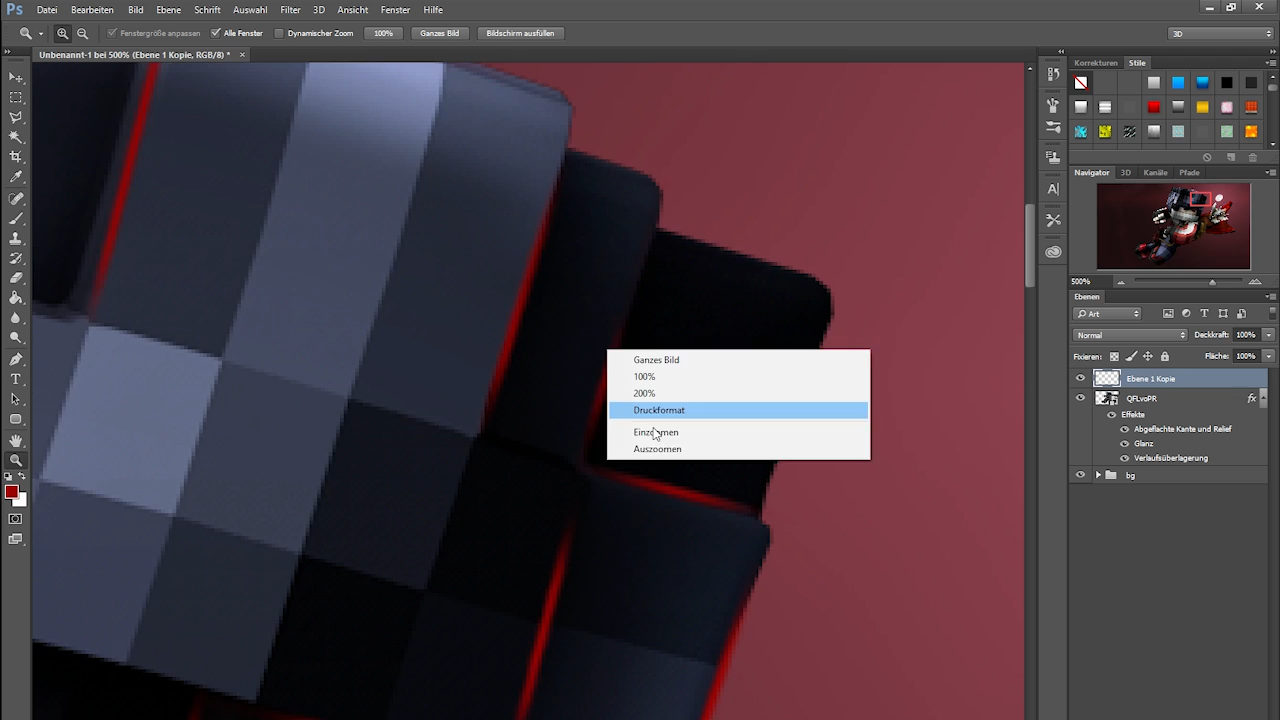 Ps Datei Bearbeiten Bild Ebene Schrift Auswahl Filter 3D Ansicht Fenster Hilfe
Fenstergröße anpassen Alle Fenster Dynamischer Zoom 100% Ganzes Bild Bildschirm ausfüllen 3D
Unbenannt-1 bei 500% (Ebene 1 Kopie, RGB/8) * ×
Korrekturen Stile
Navigator 3D Kanäle Pfade
500%
Ebenen
Art
Normal Deckkraft: 100%
Fixieren: Fläche: 100%
Ebene 1 Kopie
QFLvoPR fx
Effekte
Abgeflachte Kante und Relief
Glanz
Verlaufsüberlagerung
bg
Ganzes Bild
100%
200%
Druckformat
Einzoomen
Auszoomen